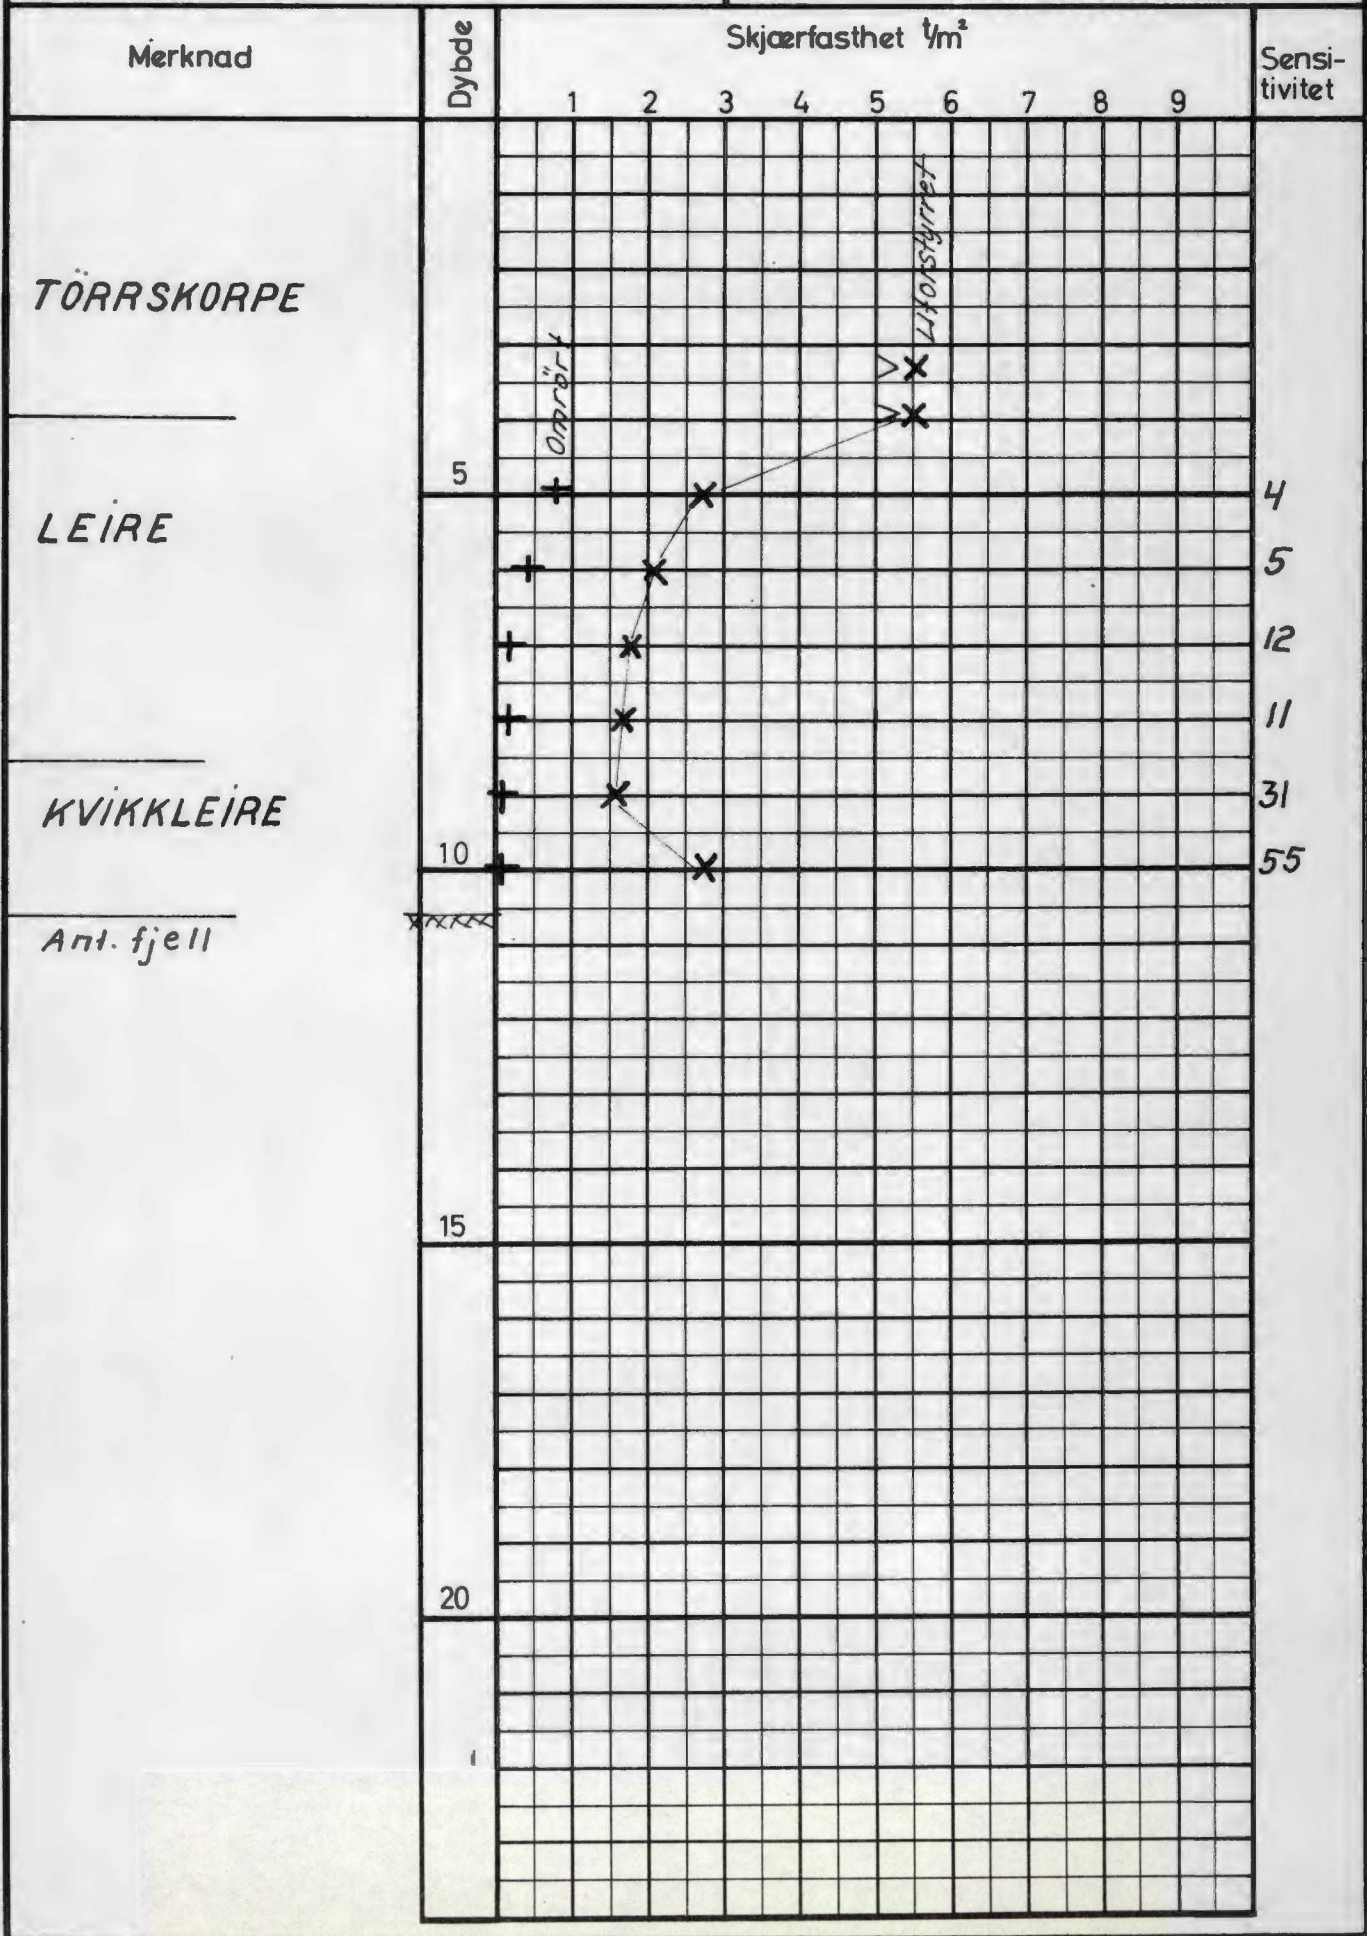 Merknad
Dybde
Skjærfasthet t/m²
Sensi-
tivitet
1 2 3 4 5 6 7 8 9
Uforstyrret
TÖRRSKORPE
Omrört
5
4
LEIRE
5
12
11
KVIKKLEIRE
31
10
55
Ant. fjell
15
20